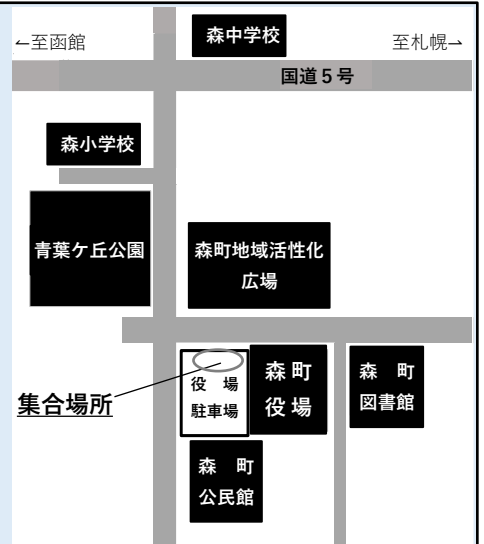 ←至函館
森中学校
至札幌→
国道５号
森小学校
青葉ケ丘公園
森町地域活性化
広場
集合場所
役　場
駐車場
森 町
役 場
森　町
図書館
森　町
公民館